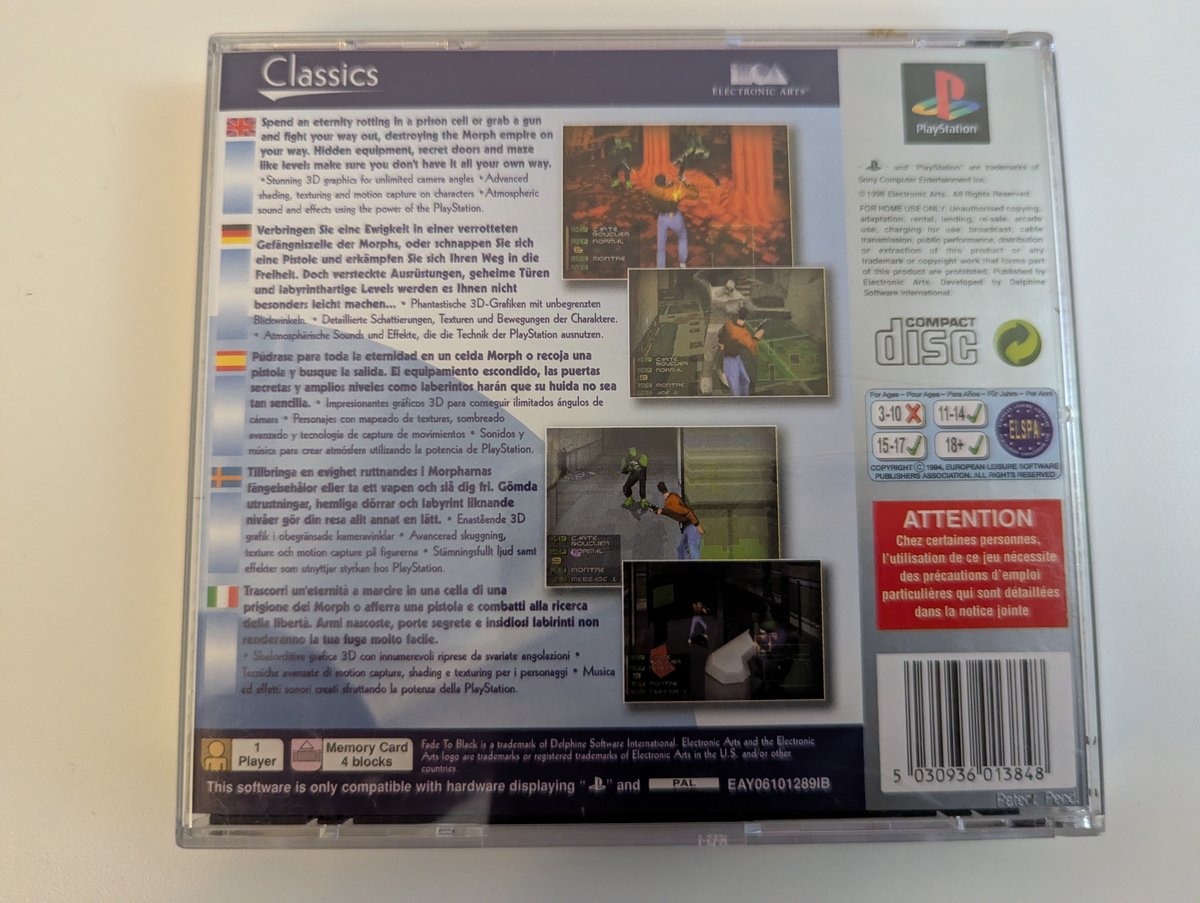 Classics
ELECTRONIC ARTS™
Spend an eternity rotting in a prison cell or grab a gun
and fight your way out, destroying the Morph empire on
your way. Hidden equipment, secret doors and maze
like levels make sure you don't have it all your own way.
• Stunning 3D graphics for unlimited camera angles • Advanced
shading, texturing and motion capture on characters • Atmospheric
sound and effects using the power of the PlayStation.
Verbringen Sie eine Ewigkeit in einer verrotteten
Gefängniszelle der Morphs, oder schnappen Sie sich
eine Pistole und erkämpfen Sie sich Ihren Weg in die
Freiheit. Doch versteckte Ausrüstungen, geheime Türen
und labyrinthartige Levels werden es Ihnen nicht
besonders leicht machen... • Phantastische 3D-Grafiken mit unbegrenzten
Blickwinkeln. • Detaillierte Schattierungen, Texturen und Bewegungen der Charaktere.
• Atmosphärische Sounds und Effekte, die die Technik der PlayStation ausnutzen.
Púdrase para toda la eternidad en un celda Morph o recoja una
pistola y busque la salida. El equipamiento escondido, las puertas
secretas y amplios niveles como laberintos harán que su huida no sea
tan sencilla. • Impresionantes gráficos 3D para conseguir ilimitados ángulos de
cámara • Personajes con mapeado de texturas, sombreado
avanzado y tecnología de captura de movimientos • Sonidos y
música para crear atmósfere utilizando la potencia de PlayStation.
Tillbringa en evighet ruttnandes i Morpharnas
fängelsehålor eller ta ett vapen och slå dig fri. Gömda
utrustningar, hemliga dörrar och labyrint liknande
nivåer gör din resa allt annat en lätt. • Enastående 3D
grafik i obegränsade kameravinklar • Avancerad skuggning,
texture och motion capture på figurerna • Stämningsfullt ljud samt
effekter som utnyttjer styrkan hos PlayStation.
Trascorri un'eternità a marcire in una cella di una
prigione dei Morph o afferra una pistola e combatti alla ricerca
della libertà. Armi nascoste, porte segrete e insidiosi labirinti non
renderanno la tua fuga molto facile.
• Sbalorditiva grafica 3D con innumerevoli riprese da svariate angolazioni •
Tecniche avanzate di motion capture, shading e texturing per i personaggi • Musica
ed effetti sonori creati sfruttando la potenza della PlayStation.
CARTE
BOUCLIER
NORMAL
MONTRE
CARTE
BOUCLIER
NORMAL
MONTRE
CARTE
BOUCLIER
NORMAL
MONTRE
MESSAGE 1
MONTRE
1
Player
Memory Card
4 blocks
Fade To Black is a trademark of Delphine Software International. Electronic Arts and the Electronic
Arts logo are trademarks or registered trademarks of Electronic Arts in the U.S. and/or other
countries.
This software is only compatible with hardware displaying " " and PAL EAY06101289IB
PlayStation
and "PlayStation" are trademarks of
Sony Computer Entertainment Inc.
© 1996 Electronic Arts. All Rights Reserved.
FOR HOME USE ONLY. Unauthorised copying,
adaptation, rental, lending, re-sale, arcade
use, charging for use, broadcast, cable
transmission, public performance, distribution
or extraction of this product or any
trademark or copyright work that forms part
of this product are prohibited. Published by
Electronic Arts. Developed by Delphine
Software International.
COMPACT
disc
For Ages – Pour Ages – Para Años – Für Jahre – Per Anni
3-10 11-14
15-17 18+
ELSPA
COPYRIGHT © 1994, EUROPEAN LEISURE SOFTWARE
PUBLISHERS ASSOCIATION. ALL RIGHTS RESERVED
ATTENTION
Chez certaines personnes,
l'utilisation de ce jeu nécessite
des précautions d'emploi
particulières qui sont détaillées
dans la notice jointe
5 030936 013848
Patent Pend